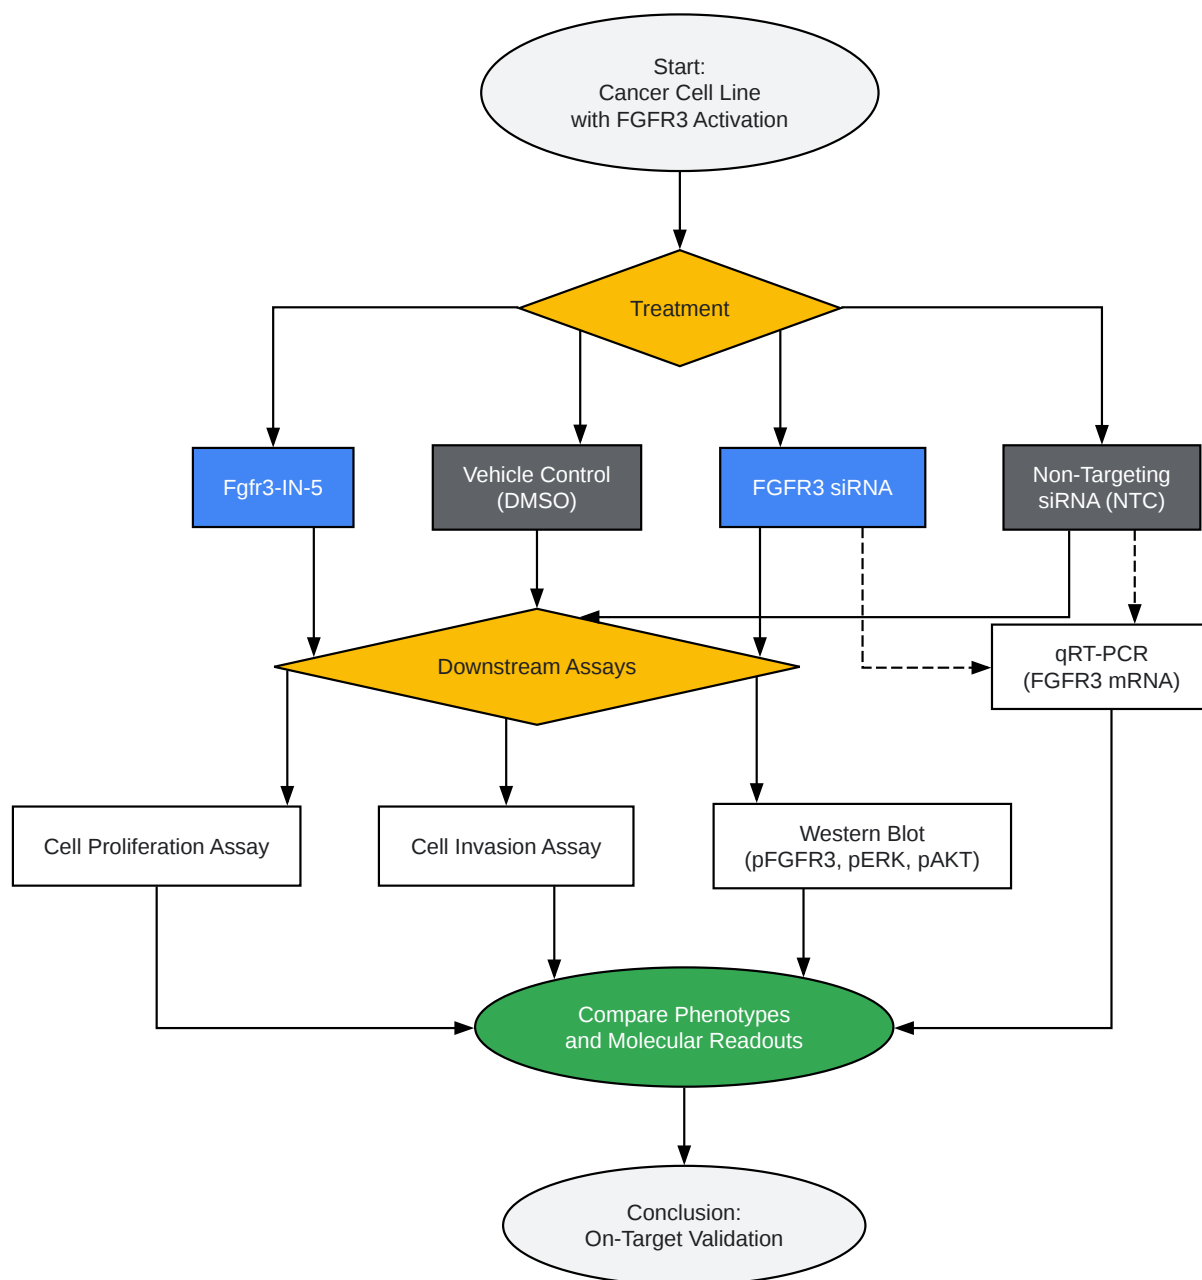 Start:
Cancer Cell Line
with FGFR3 Activation
Treatment
Fgfr3-IN-5
Vehicle Control
(DMSO)
FGFR3 siRNA
Non-Targeting
siRNA (NTC)
Downstream Assays
qRT-PCR
(FGFR3 mRNA)
Cell Proliferation Assay
Cell Invasion Assay
Western Blot
(pFGFR3, pERK, pAKT)
Compare Phenotypes
and Molecular Readouts
Conclusion:
On-Target Validation